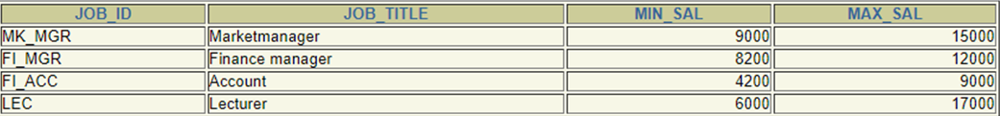 JOB_ID JOB_TITLE MIN_SAL MAX_SAL
MK_MGR Marketmanager 9000 15000
FI_MGR Finance manager 8200 12000
FI_ACC Account 4200 9000
LEC Lecturer 6000 17000